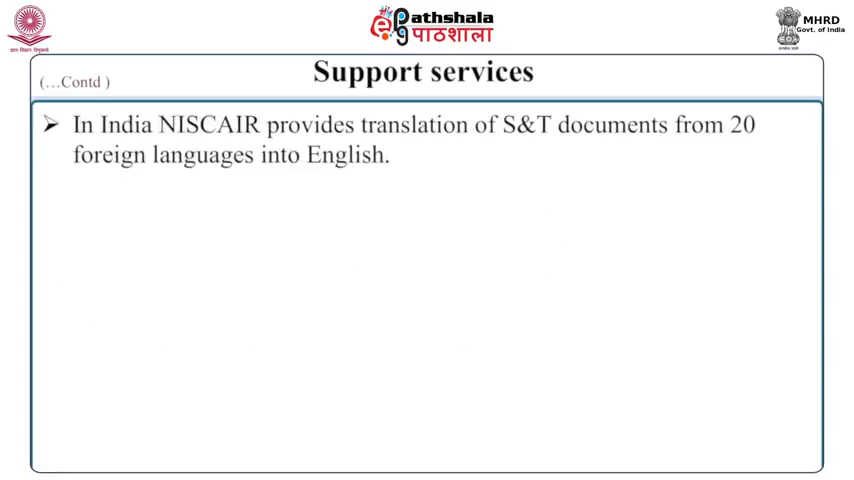 ePathshala
पाठशाला
MHRD
Govt. of India
(…Contd )
Support services
➢ In India NISCAIR provides translation of S&T documents from 20
foreign languages into English.